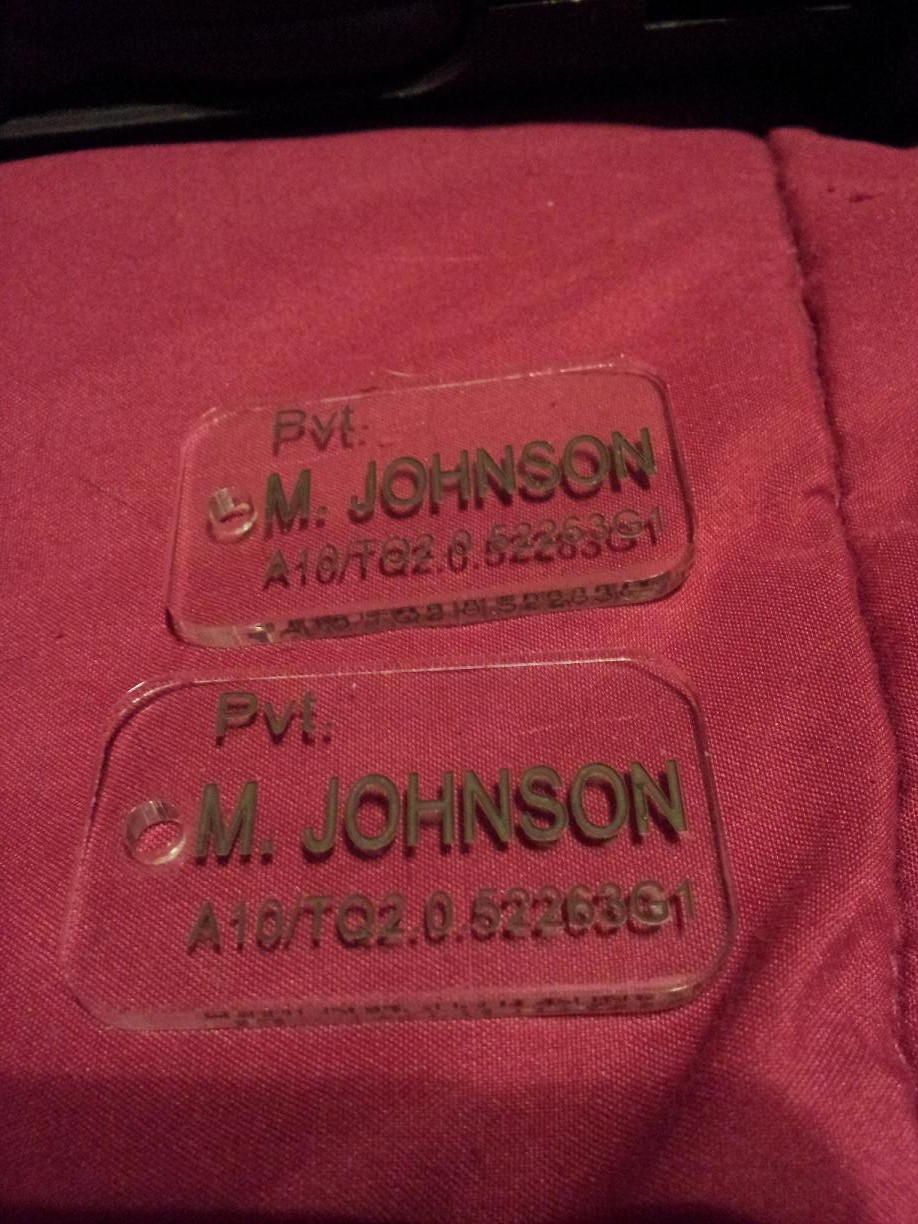 Pvt.
M. JOHNSON
A10/TQ2.0.52263G1
Pvt.
M. JOHNSON
A10/TQ2.0.52263G1